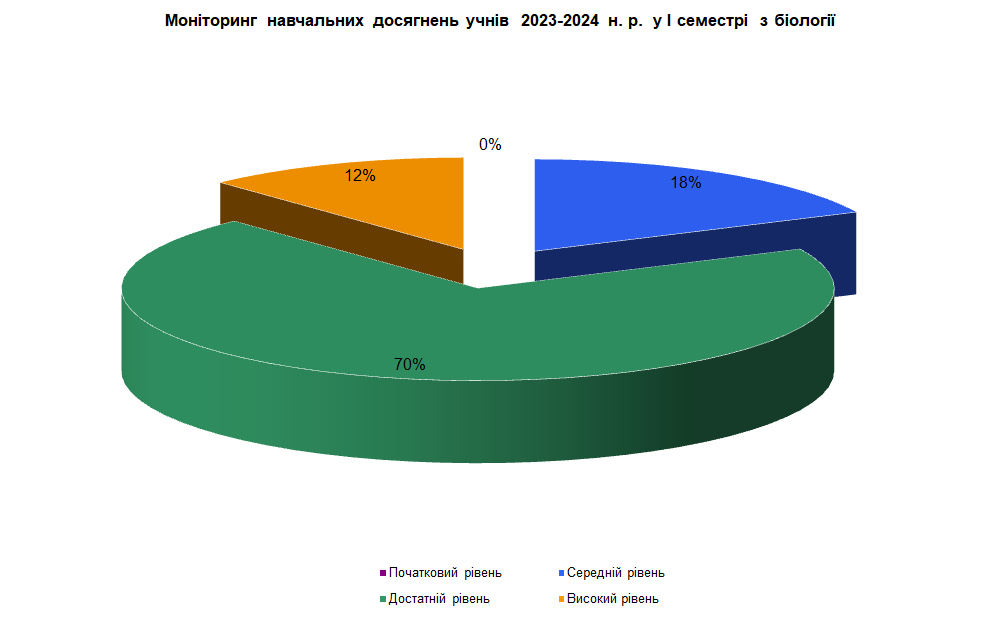 Моніторинг навчальних досягнень учнів 2023-2024 н. р. у І семестрі з біології
0%
12%
18%
70%
Початковий рівень
Середній рівень
Достатній рівень
Високий рівень